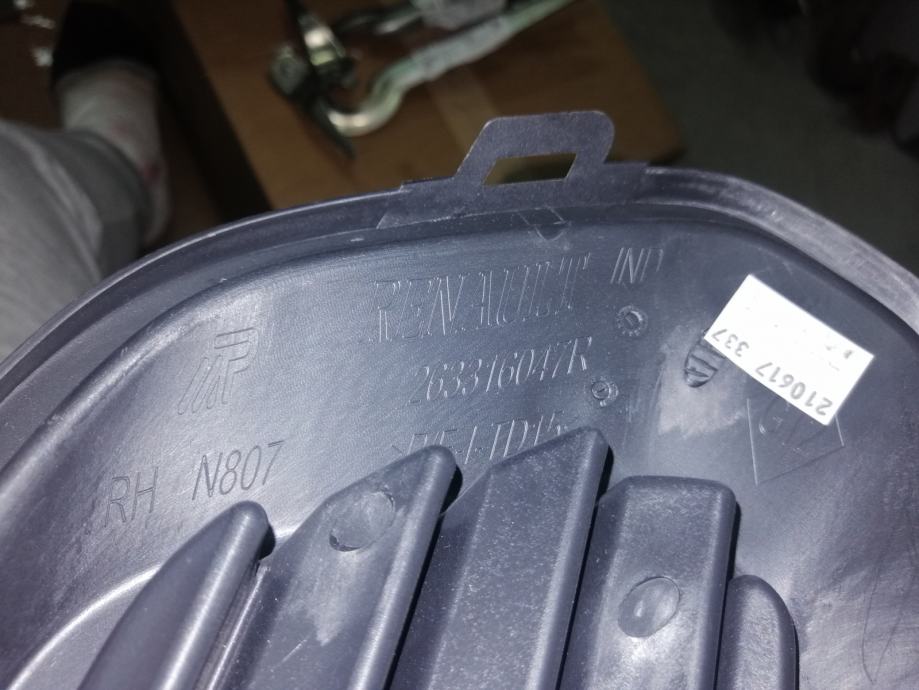 RENAULT IND
263316047R
RH N807
210617 337